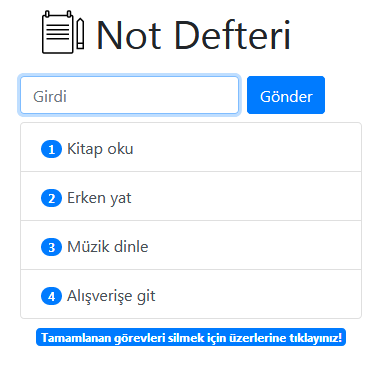 Not Defteri
Girdi Gönder
1 Kitap oku
2 Erken yat
3 Müzik dinle
4 Alışverişe git
Tamamlanan görevleri silmek için üzerlerine tıklayınız!